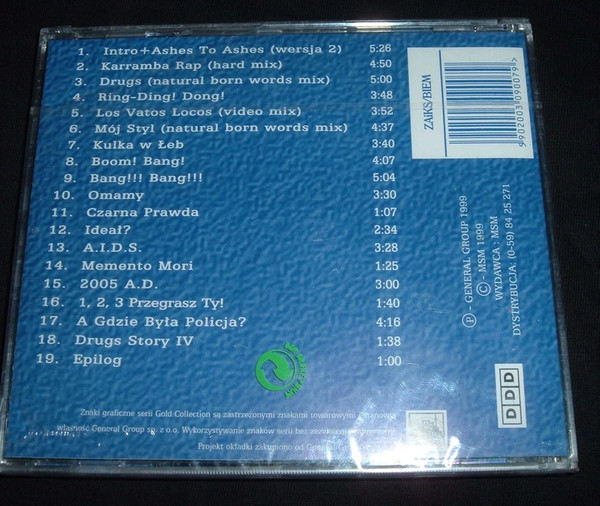 1. Intro+Ashes To Ashes (wersja 2) 5:26
2. Karramba Rap (hard mix) 4:50
3. Drugs (natural born words mix) 5:00
4. Ring-Ding! Dong! 3:48
5. Los Vatos Locos (video mix) 3:52
6. Mój Styl (natural born words mix) 4:37
7. Kulka w Łeb 3:40
8. Boom! Bang! 4:07
9. Bang!!! Bang!!! 5:04
10. Omamy 3:30
11. Czarna Prawda 1:07
12. Ideał? 2:34
13. A.I.D.S. 3:28
14. Memento Mori 1:25
15. 2005 A.D. 3:00
16. 1, 2, 3 Przegrasz Ty! 1:40
17. A Gdzie Była Policja? 4:16
18. Drugs Story IV 1:38
19. Epilog 1:00
ZAiKS/BIEM
5902003090079>
Ⓟ - GENERAL GROUP 1999
© - MSM 1999
WYDAWCA : MSM
DYSTRYBUCJA: (0-59) 84 25 271
DDD
Znaki graficzne serii Gold Collection są zastrzeżonymi znakami towarowymi
własność General Group sp. z o.o. Wykorzystywanie znaków serii bez
Projekt okładki zakupiono od